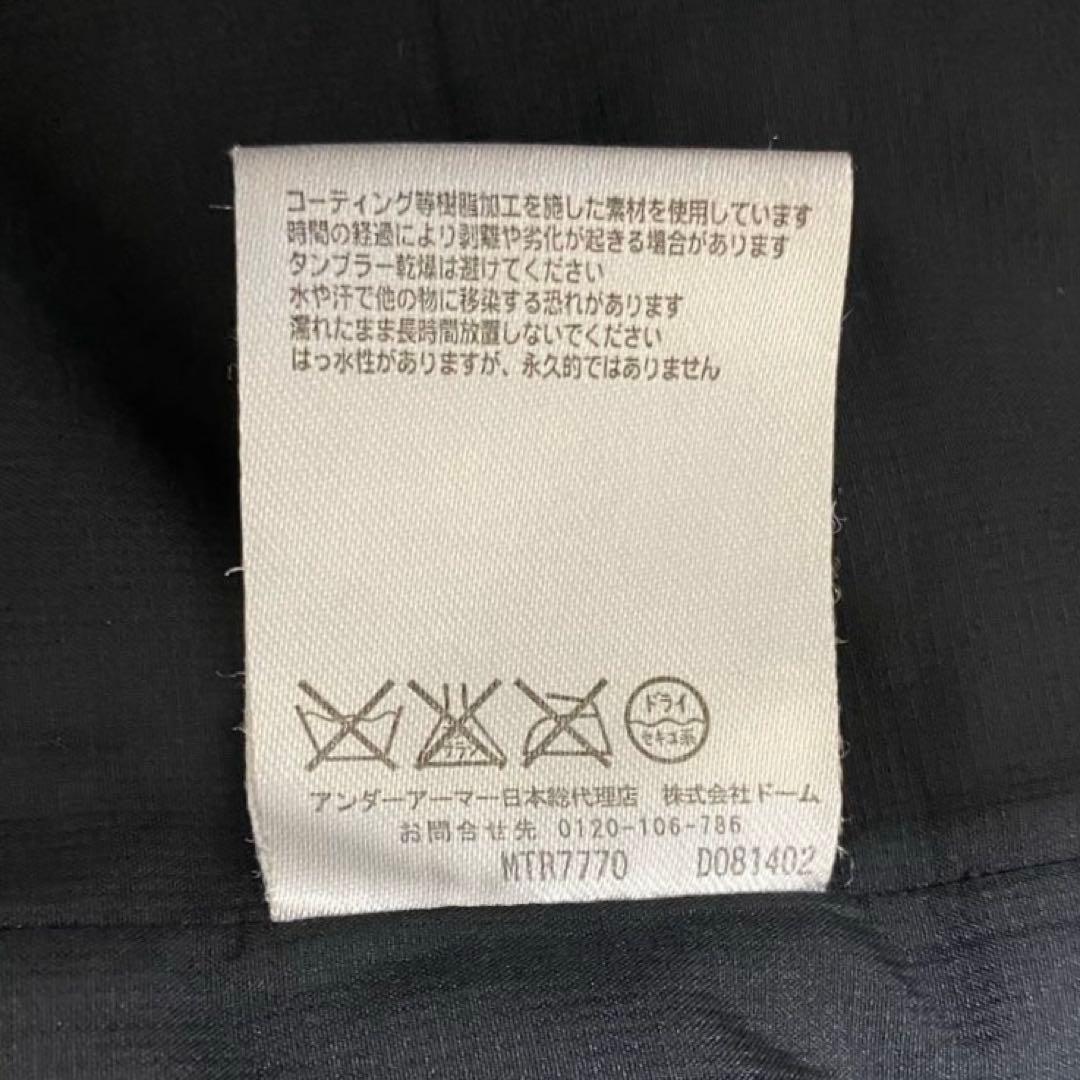 コーティング等樹脂加工を施した素材を使用しています
時間の経過により剥離や劣化が起きる場合があります
タンブラー乾燥は避けてください
水や汗で他の物に移染する恐れがあります
濡れたまま長時間放置しないでください
はっ水性がありますが、永久的ではありません
エンソ
サラシ
ドライ
セキユ系
アンダーアーマー日本総代理店 株式会社ドーム
お問合せ先 0120-106-786
MTR7770 D081402